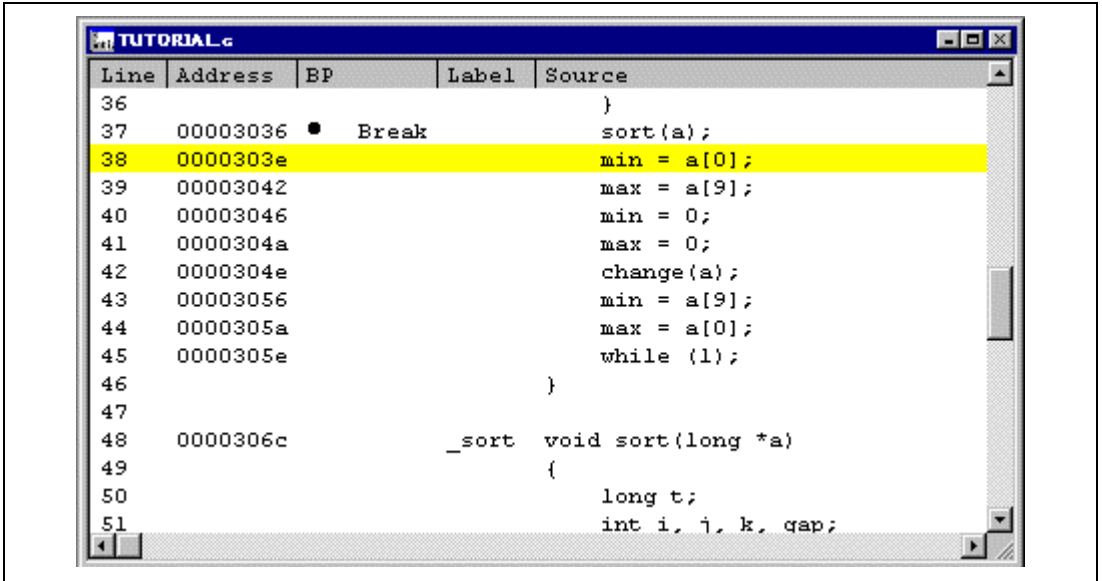 TUTORIAL.c
Line Address BP Label Source
36 }
37 00003036 ● Break sort(a);
38 0000303e min = a[0];
39 00003042 max = a[9];
40 00003046 min = 0;
41 0000304a max = 0;
42 0000304e change(a);
43 00003056 min = a[9];
44 0000305a max = a[0];
45 0000305e while (1);
46 }
47
48 0000306c _sort void sort(long *a)
49 {
50 long t;
51 int i, j, k, gap;